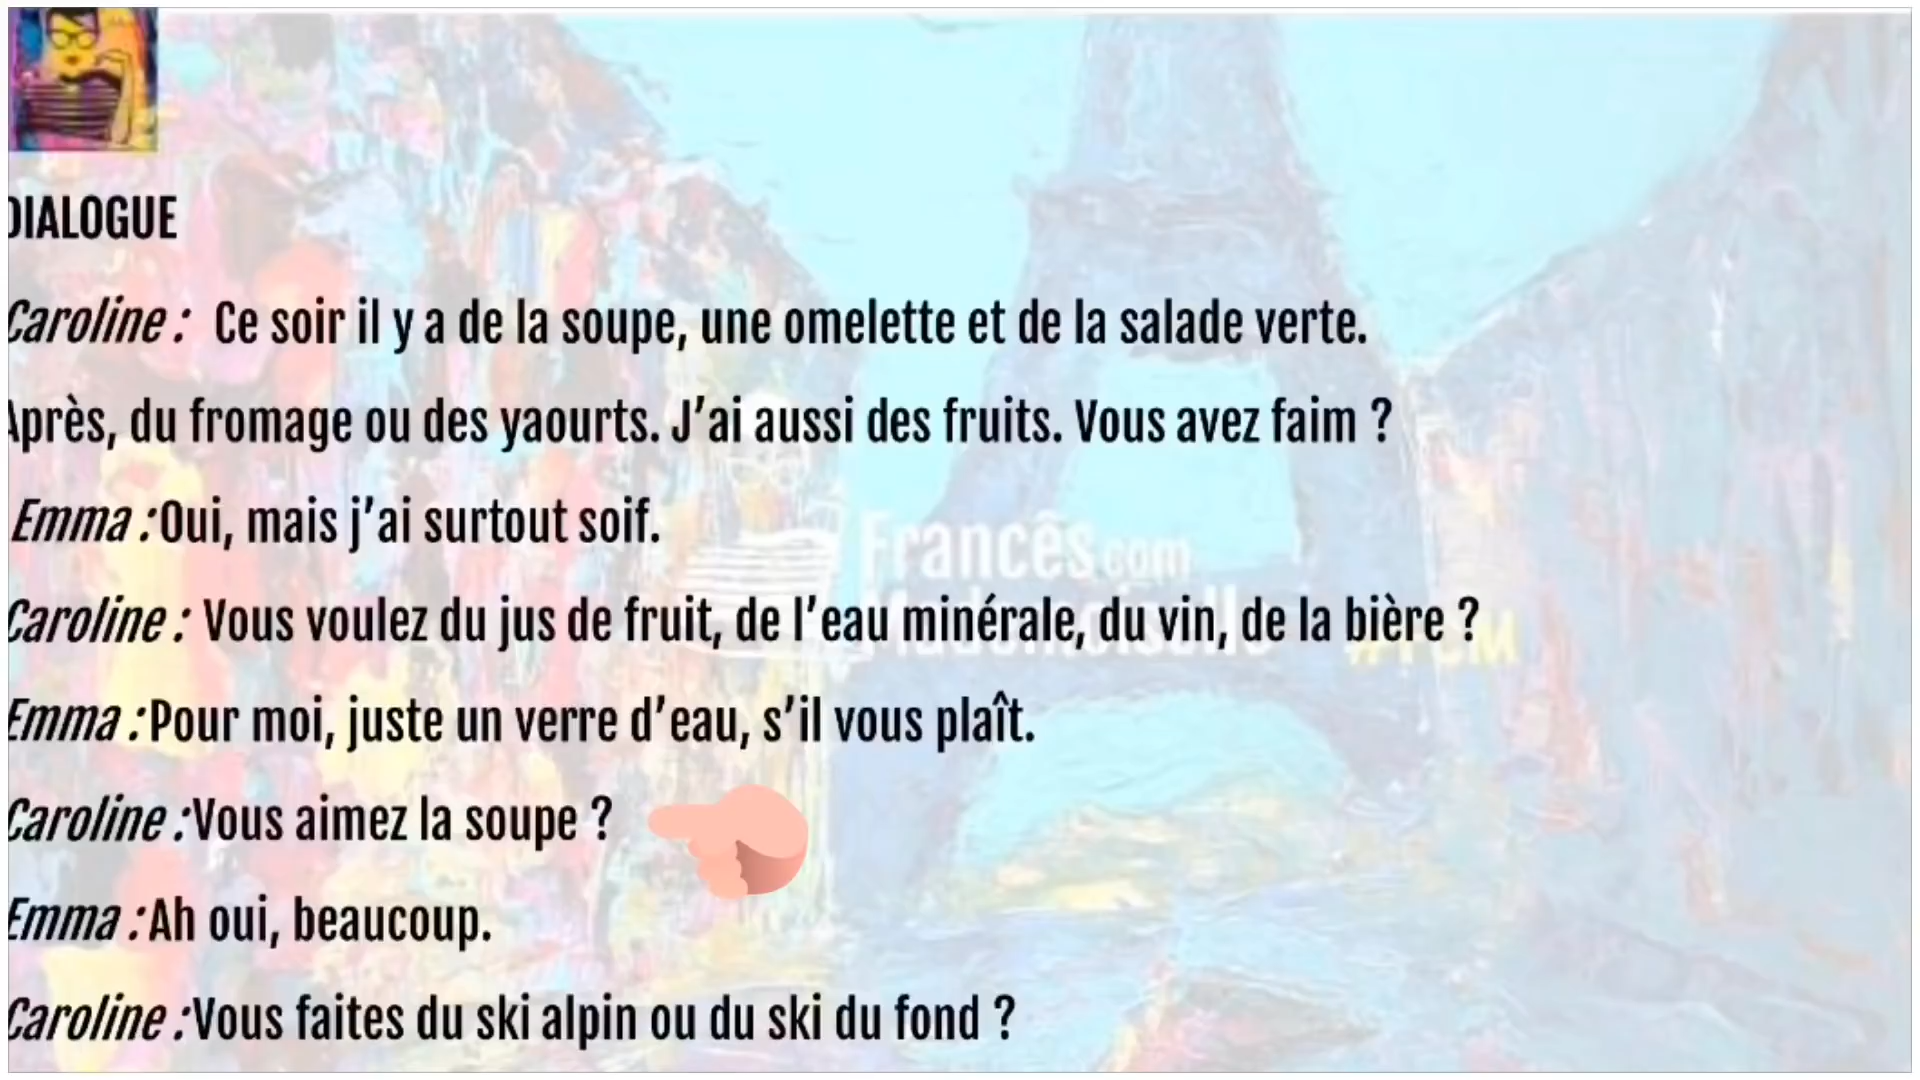 DIALOGUE
Caroline : Ce soir il y a de la soupe, une omelette et de la salade verte.
Après, du fromage ou des yaourts. J’ai aussi des fruits. Vous avez faim ?
Emma :Oui, mais j’ai surtout soif.
Francês com
Caroline : Vous voulez du jus de fruit, de l’eau minérale, du vin, de la bière ?
Emma :Pour moi, juste un verre d’eau, s’il vous plaît.
Caroline :Vous aimez la soupe ?
Emma :Ah oui, beaucoup.
Caroline :Vous faites du ski alpin ou du ski du fond ?